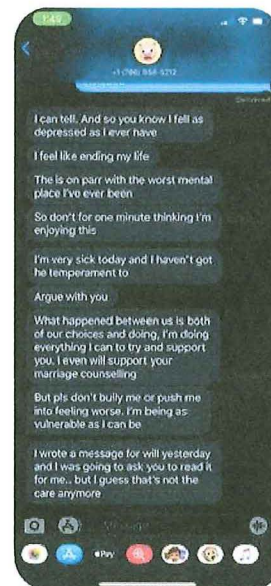 1:49
Delivered
I can tell. And so you know I fell as
depressed as I ever have
I feel like ending my life
The is on parr with the worst mental
place I've ever been
So don't for one minute thinking I'm
enjoying this
I'm very sick today and I haven't got
he temperament to
Argue with you
What happened between us is both
of our choices and doing, I'm doing
everything I can to try and support
you. I even will support your
marriage counselling
But pls don't bully me or push me
into feeling worse. I'm being as
vulnerable as I can be
I wrote a message for will yesterday
and I was going to ask you to read it
for me.. but I guess that's not the
care anymore
Pay